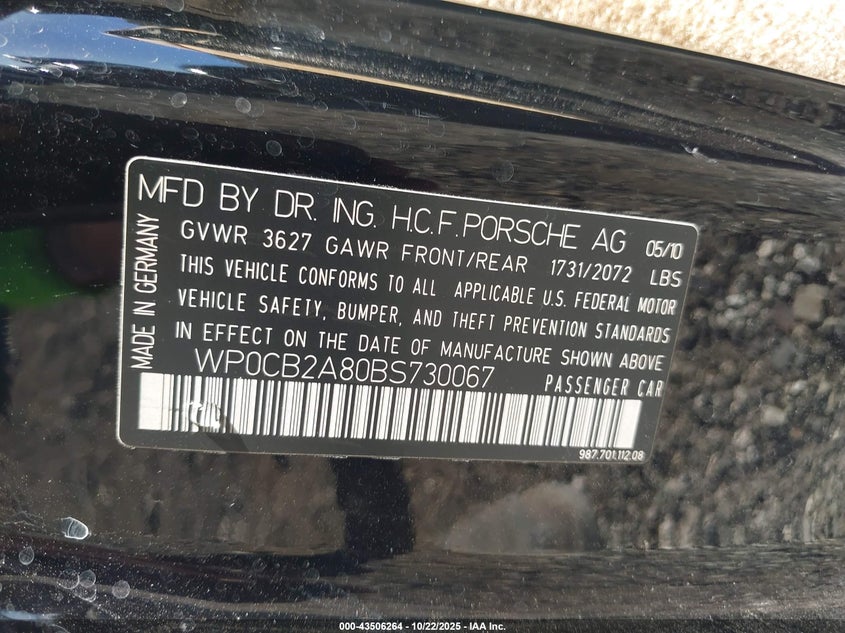 MFD BY DR. ING. H.C.F. PORSCHE AG 05/10
GVWR 3627 GAWR FRONT/REAR 1731/2072 LBS
THIS VEHICLE CONFORMS TO ALL APPLICABLE U.S. FEDERAL MOTOR
VEHICLE SAFETY, BUMPER, AND THEFT PREVENTION STANDARDS
IN EFFECT ON THE DATE OF MANUFACTURE SHOWN ABOVE
WP0CB2A80BS730067 PASSENGER CAR
MADE IN GERMANY
987.701.112.08
000-43506264 - 10/22/2025 - IAA Inc.